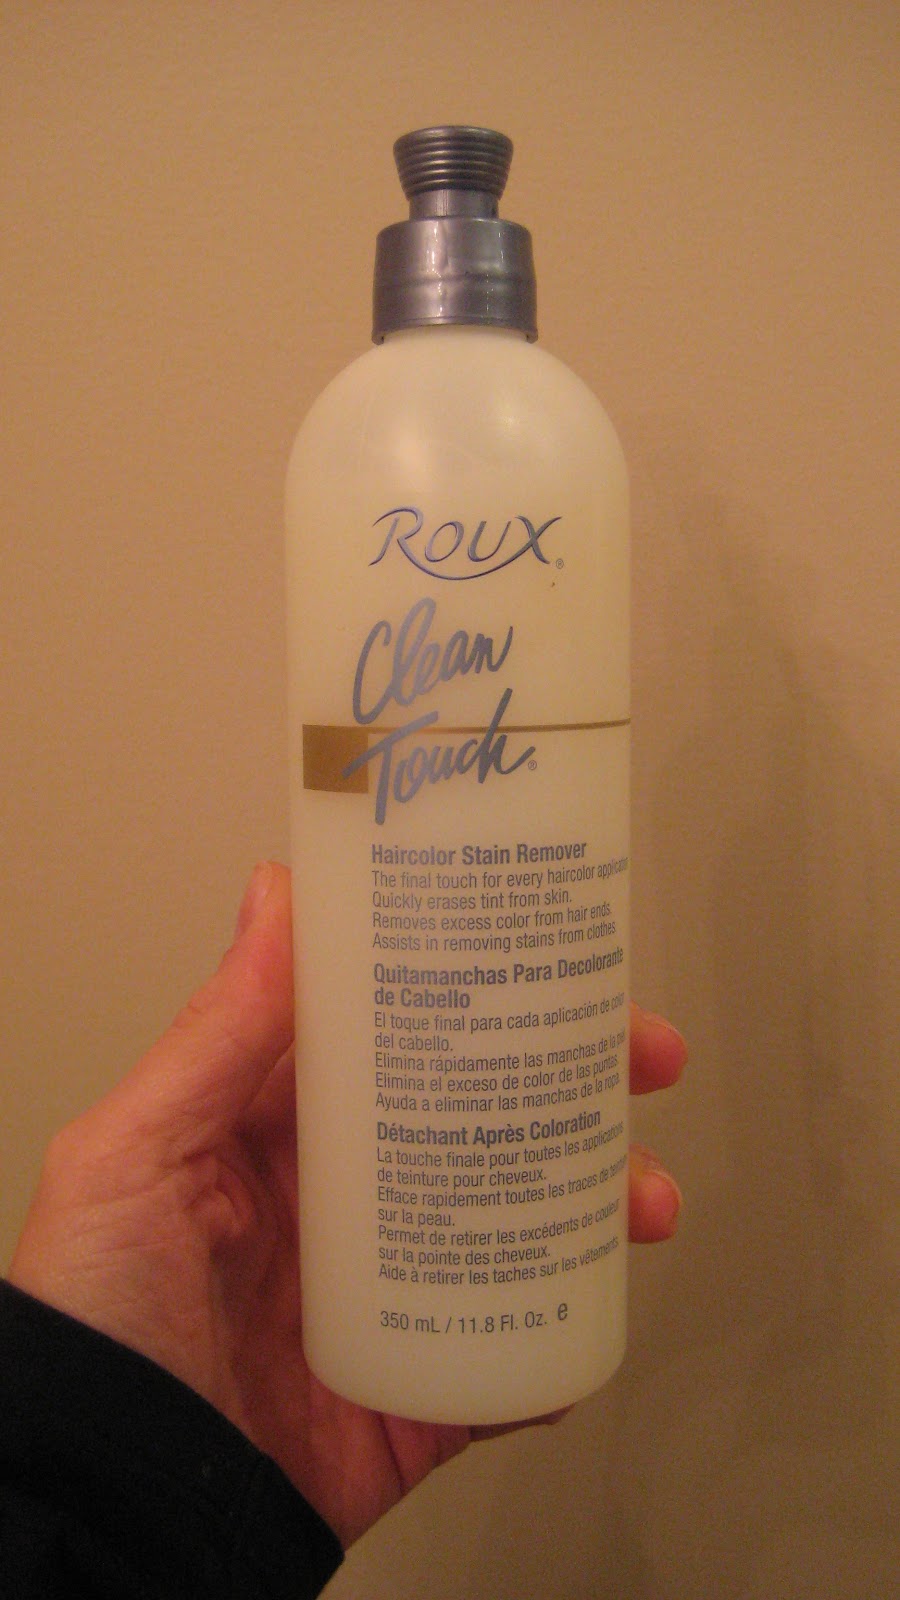 ROUX®
Clean
Touch®
Haircolor Stain Remover
The final touch for every haircolor
Quickly erases tint from skin.
Removes excess color from hair ends.
Assists in removing stains from clothes.
Quitamanchas Para Decolorante
de Cabello
El toque final para cada aplicación de color
del cabello.
Elimina rápidamente las manchas de la piel.
Elimina el exceso de color de las puntas.
Ayuda a eliminar las manchas de la ropa.
Détachant Après Coloration
La touche finale pour toutes les applications
de teinture pour cheveux.
Efface rapidement toutes les traces de
sur la peau.
Permet de retirer les excédents de couleur
sur la pointe des cheveux.
Aide à retirer les taches sur les vêtements.
350 mL / 11.8 Fl. Oz. e